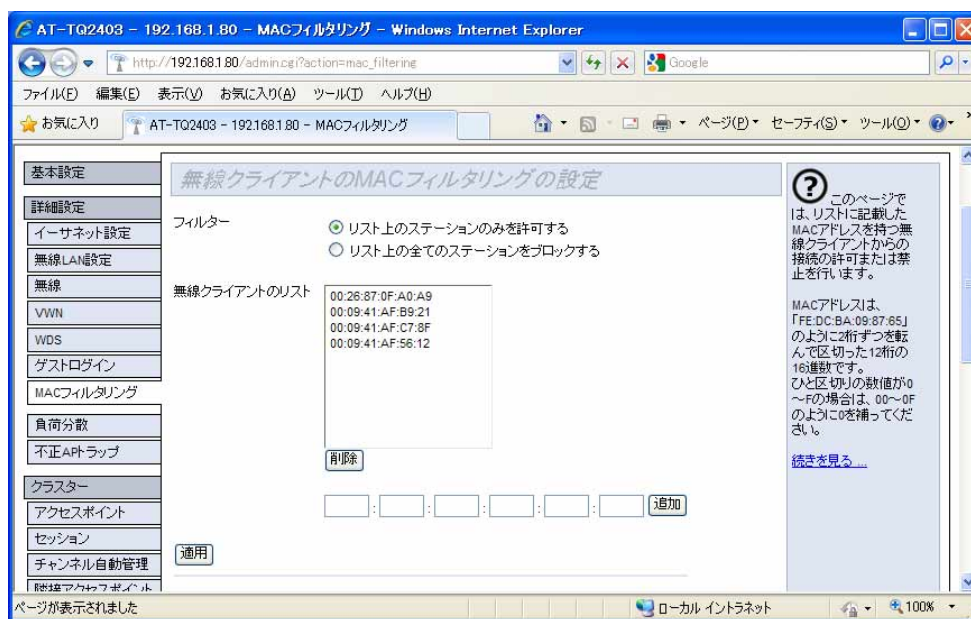 AT-TQ2403 - 192.168.1.80 - MACフィルタリング - Windows Internet Explorer
http://192.168.1.80/admin.cgi?action=mac_filtering
Google
ファイル(F) 編集(E) 表示(V) お気に入り(A) ツール(T) ヘルプ(H)
お気に入り
AT-TQ2403 - 192.168.1.80 - MACフィルタリング
ページ(P) セーフティ(S) ツール(O)
基本設定
詳細設定
イーサネット設定
無線LAN設定
無線
VWN
WDS
ゲストログイン
MACフィルタリング
負荷分散
不正APトラップ
クラスター
アクセスポイント
セッション
チャンネル自動管理
隣接アクセスポイント
無線クライアントのMACフィルタリングの設定
フィルター
リスト上のステーションのみを許可する
リスト上の全てのステーションをブロックする
無線クライアントのリスト
00:26:87:0F:A0:A9
00:09:41:AF:B9:21
00:09:41:AF:C7:8F
00:09:41:AF:56:12
削除
: : : : :
追加
適用
?
このページで
は、リストに記載した
MACアドレスを持つ無
線クライアントからの
接続の許可または禁
止を行います。
MACアドレスは、
「FE:DC:BA:09:87:65」
のように2桁ずつを転
んで区切った12桁の
16進数です。
ひと区切りの数値が0
～Fの場合は、00～0F
のように0を補ってくだ
さい。
続きを見る ...
ページが表示されました
ローカル イントラネット
100%